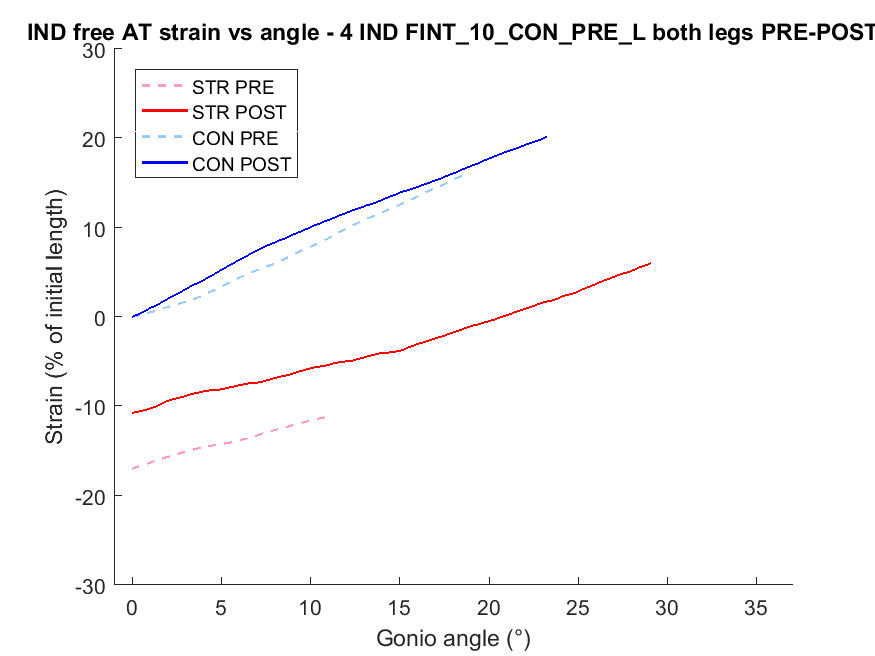 IND free AT strain vs angle - 4 IND FINT_10_CON_PRE_L both legs PRE-POST
30
20
10
0
-10
-20
-30
Strain (% of initial length)
STR PRE
STR POST
CON PRE
CON POST
0 5 10 15 20 25 30 35
Gonio angle (°)